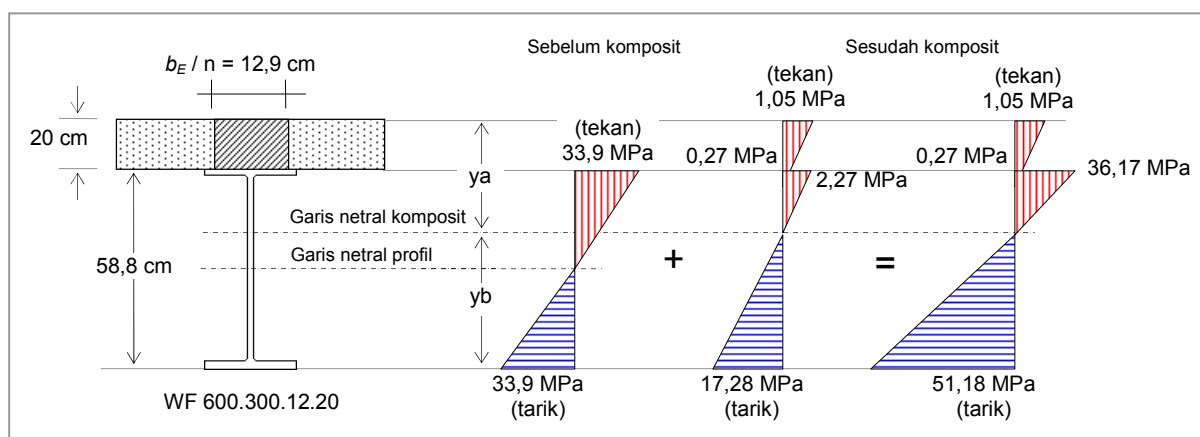 Sebelum komposit
Sesudah komposit
bE / n = 12,9 cm
(tekan)
1,05 MPa
(tekan)
1,05 MPa
20 cm
(tekan)
33,9 MPa
0,27 MPa
0,27 MPa
36,17 MPa
2,27 MPa
ya
Garis netral komposit
Garis netral profil
58,8 cm
+
=
yb
33,9 MPa
(tarik)
17,28 MPa
(tarik)
51,18 MPa
(tarik)
WF 600.300.12.20